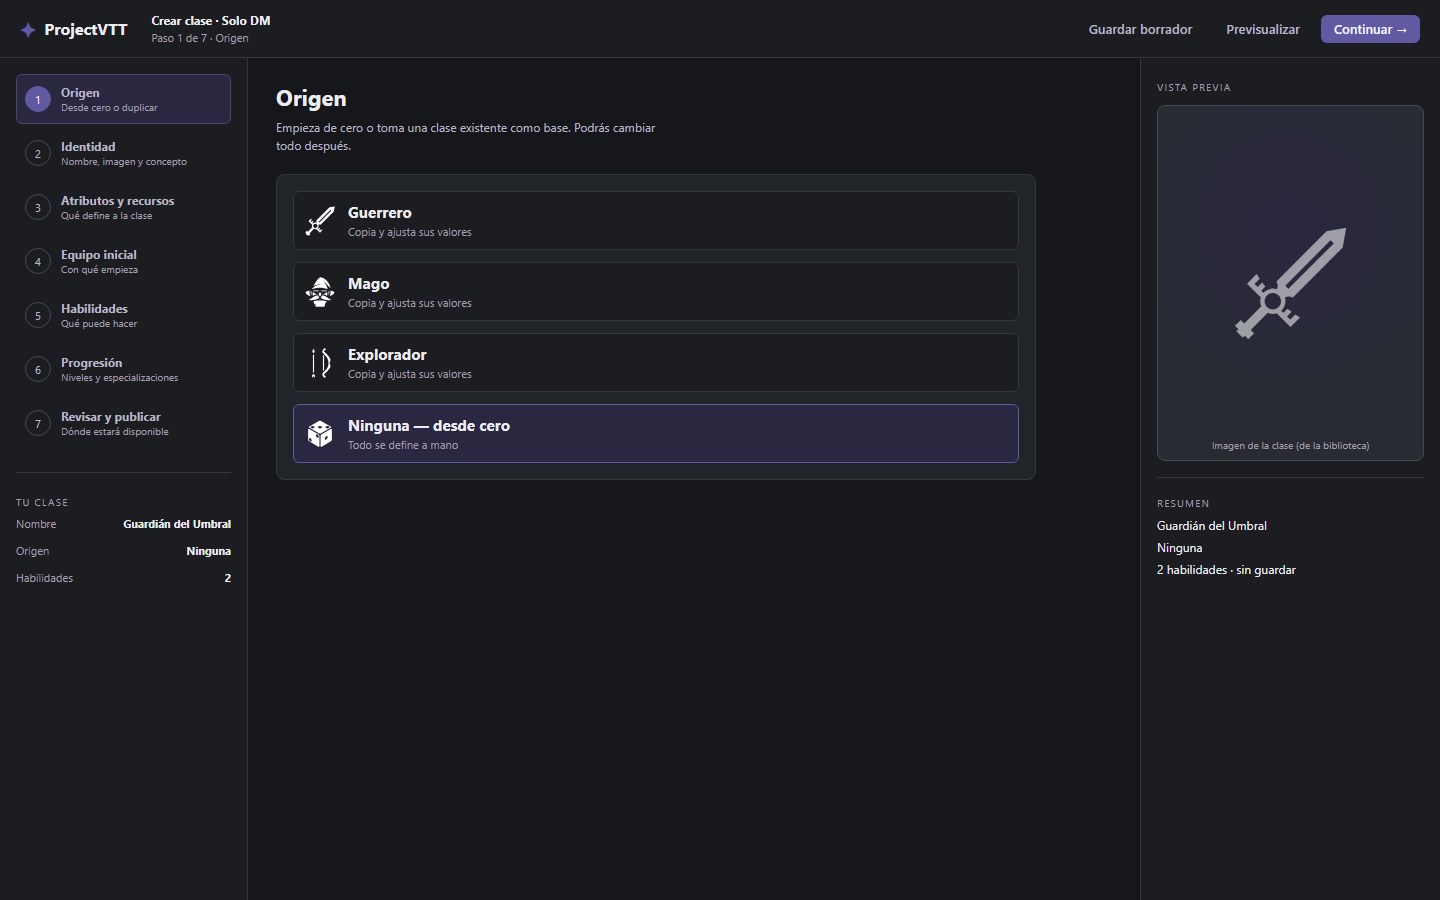 ProjectVTT
Crear clase · Solo DM
Paso 1 de 7 · Origen
Guardar borrador
Previsualizar
Continuar →
1
Origen
Desde cero o duplicar
2
Identidad
Nombre, imagen y concepto
3
Atributos y recursos
Qué define a la clase
4
Equipo inicial
Con qué empieza
5
Habilidades
Qué puede hacer
6
Progresión
Niveles y especializaciones
7
Revisar y publicar
Dónde estará disponible
TU CLASE
Nombre Guardián del Umbral
Origen Ninguna
Habilidades 2
Origen
Empieza de cero o toma una clase existente como base. Podrás cambiar
todo después.
Guerrero
Copia y ajusta sus valores
Mago
Copia y ajusta sus valores
Explorador
Copia y ajusta sus valores
Ninguna — desde cero
Todo se define a mano
VISTA PREVIA
Imagen de la clase (de la biblioteca)
RESUMEN
Guardián del Umbral
Ninguna
2 habilidades · sin guardar